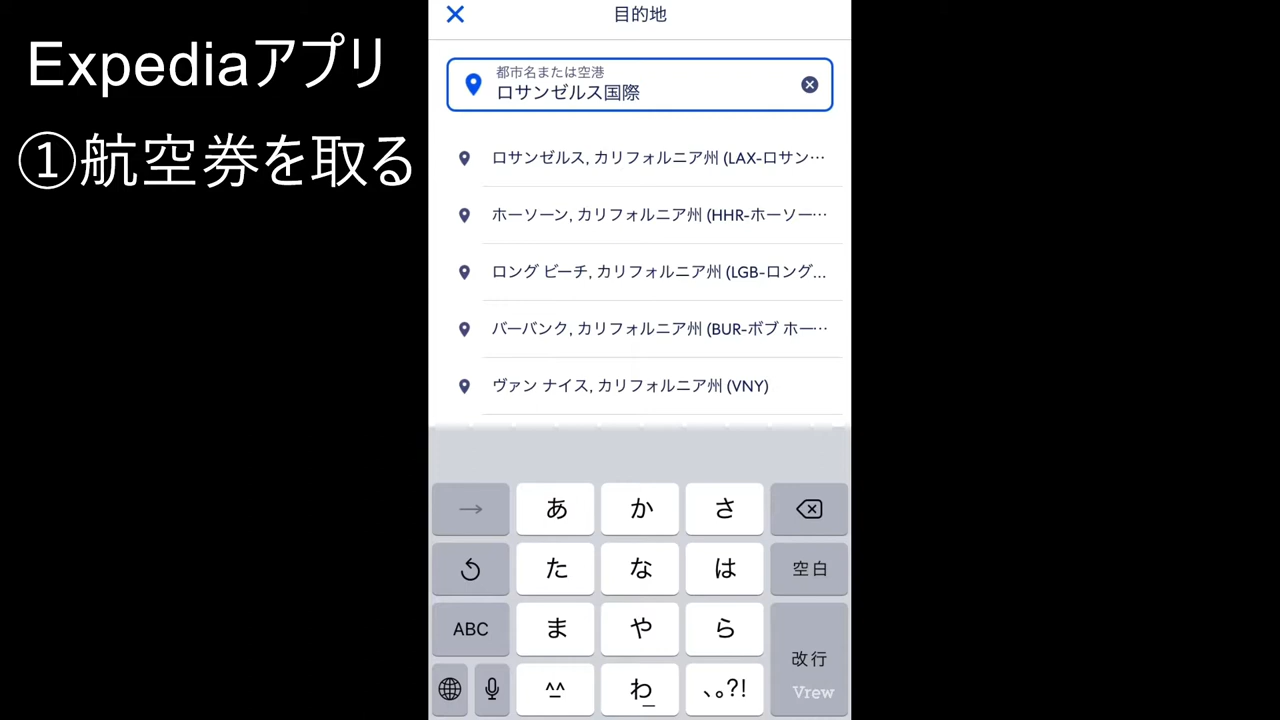 Expediaアプリ
①航空券を取る
目的地
都市名または空港
ロサンゼルス国際
ロサンゼルス, カリフォルニア州 (LAX-ロサン…
ホーソーン, カリフォルニア州 (HHR-ホーソー…
ロング ビーチ, カリフォルニア州 (LGB-ロング...
バーバンク, カリフォルニア州 (BUR-ボブ ホー…
ヴァン ナイス, カリフォルニア州 (VNY)
→ あ か さ
た な は 空白
ABC ま や ら
改行
^^ わ_ 、。?!
Vrew